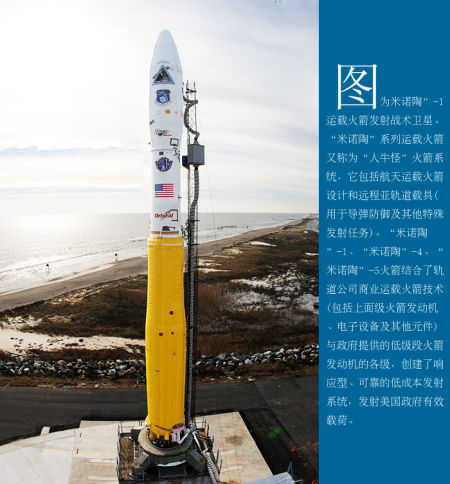 Orbital
图为米诺陶”-1
运载火箭发射战术卫星。
“米诺陶”系列运载火箭
又称为“人牛怪”火箭系
统，它包括航天运载火箭
设计和远程亚轨道载具(
用于导弹防御及其他特殊
发射任务)。“米诺陶
”-1、“米诺陶”-4、“
米诺陶”-5火箭结合了轨
道公司商业运载火箭技术
(包括上面级火箭发动机
、电子设备及其他元件)
与政府提供的低级段火箭
发动机的各级，创建了响
应型、可靠的低成本发射
系统，发射美国政府有效
载荷。